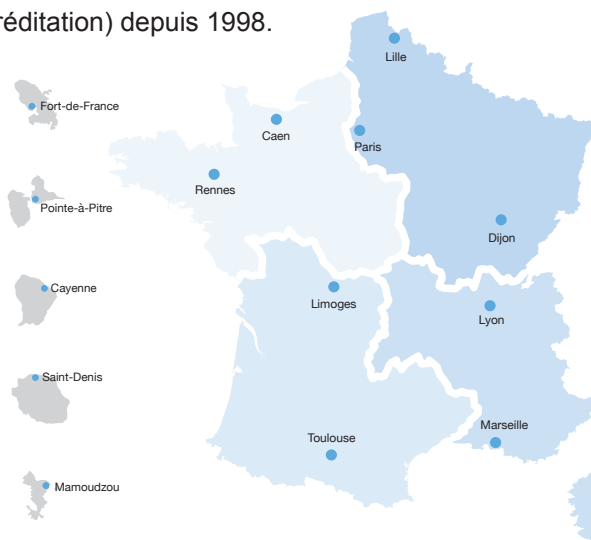 réditation) depuis 1998.
Lille
Fort-de-France
Caen
Paris
Rennes
Pointe-à-Pitre
Dijon
Cayenne
Limoges
Lyon
Saint-Denis
Marseille
Toulouse
Mamoudzou